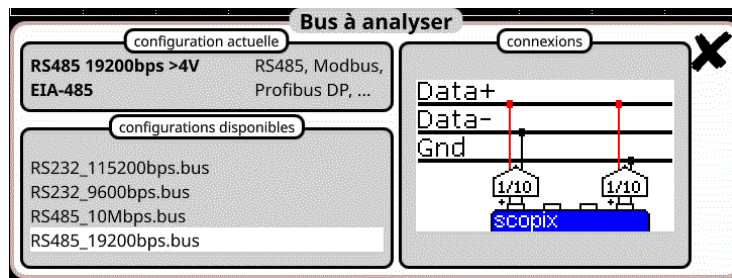 Bus à analyser
configuration actuelle
RS485 19200bps >4V RS485, Modbus,
EIA-485 Profibus DP, ...
configurations disponibles
RS232_115200bps.bus
RS232_9600bps.bus
RS485_10Mbps.bus
RS485_19200bps.bus
connexions
Data+
Data-
Gnd
1/10 1/10
+ +
scopix